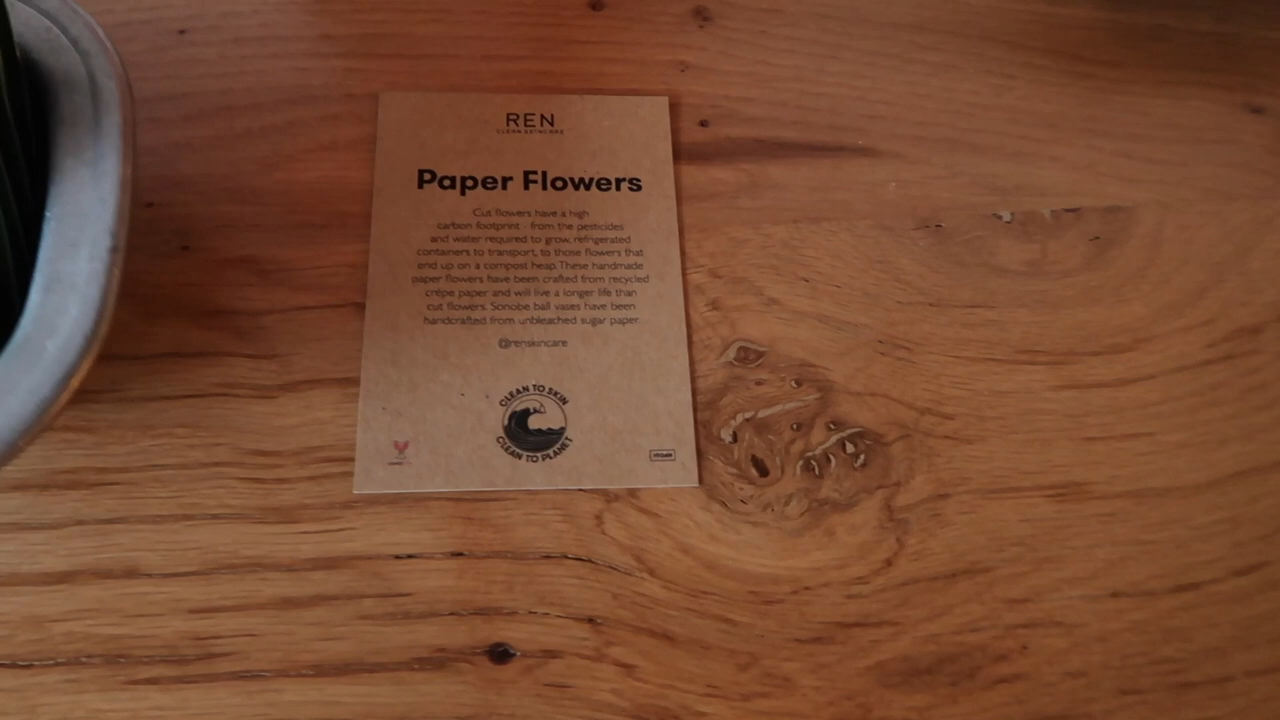 REN
CLEAN SKINCARE
Paper Flowers
Cut flowers have a high
carbon footprint - from the pesticides
and water required to grow, refrigerated
containers to transport, to those flowers that
end up on a compost heap. These handmade
paper flowers have been crafted from recycled
crêpe paper and will live a longer life than
cut flowers. Sonobe ball vases have been
handcrafted from unbleached sugar paper.
@renskincare
CLEAN TO SKIN
CLEAN TO PLANET
VEGAN